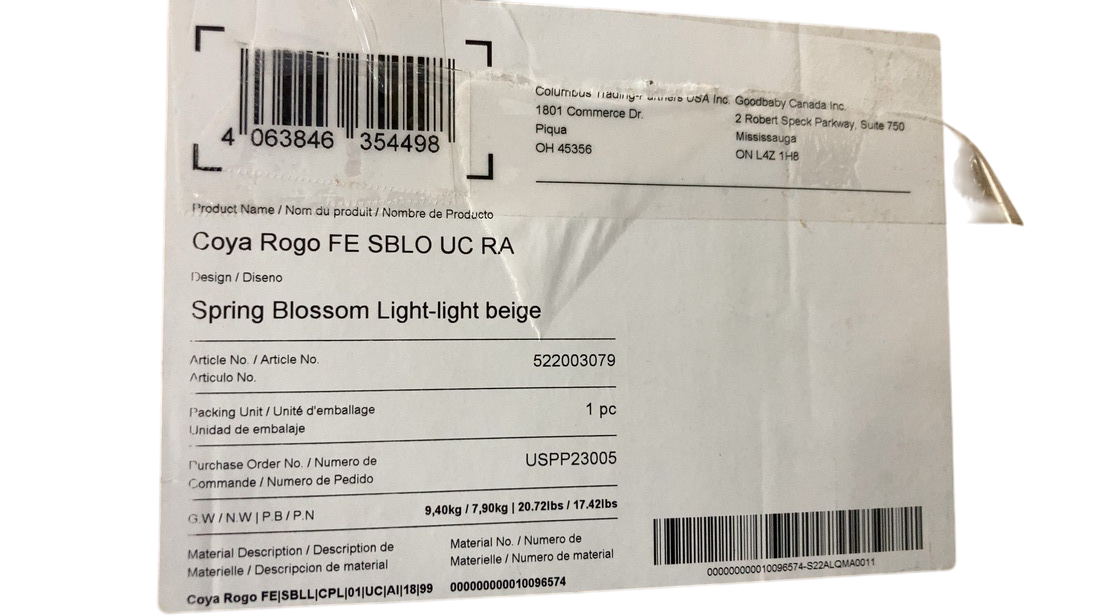 4 063846 354498
Columbus Trading-Partners USA Inc.
1801 Commerce Dr.
Piqua
OH 45356
Goodbaby Canada Inc.
2 Robert Speck Parkway, Suite 750
Mississauga
ON L4Z 1H8
Product Name / Nom du produit / Nombre de Producto
Coya Rogo FE SBLO UC RA
Design / Diseno
Spring Blossom Light-light beige
Article No. / Article No.
Articulo No.
522003079
Packing Unit / Unité d'emballage
Unidad de embalaje
1 pc
Purchase Order No. / Numero de
Commande / Numero de Pedido
USPP23005
G.W / N.W | P.B / P.N
9,40kg / 7,90kg | 20.72lbs / 17.42lbs
Material Description / Description de
Materielle / Descripcion de material
Coya Rogo FE|SBLL|CPL|01|UC|AI|18|99
Material No. / Numero de
Materielle / Numero de material
000000000010096574
000000000010096574-S22ALQMA0011